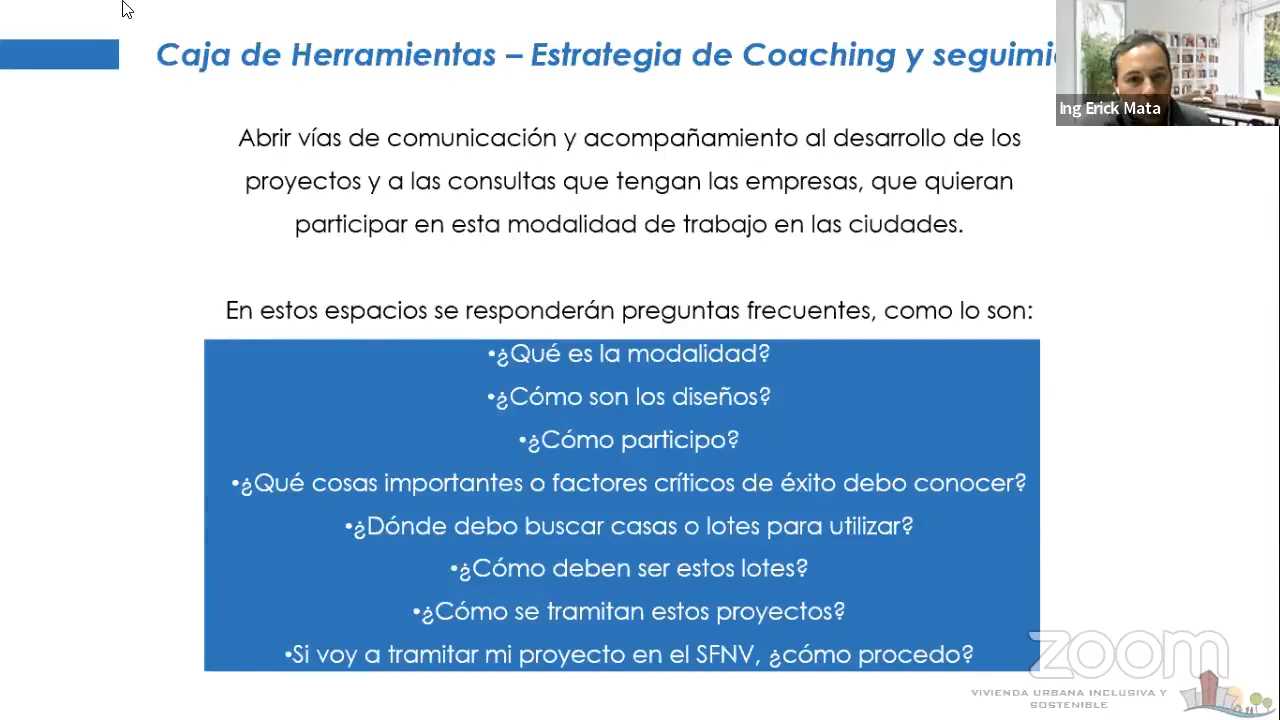 Caja de Herramientas – Estrategia de Coaching y seguimi
Ing Erick Mata
Abrir vías de comunicación y acompañamiento al desarrollo de los
proyectos y a las consultas que tengan las empresas, que quieran
participar en esta modalidad de trabajo en las ciudades.
En estos espacios se responderán preguntas frecuentes, como lo son:
•¿Qué es la modalidad?
•¿Cómo son los diseños?
•¿Cómo participo?
•¿Qué cosas importantes o factores críticos de éxito debo conocer?
•¿Dónde debo buscar casas o lotes para utilizar?
•¿Cómo deben ser estos lotes?
•¿Cómo se tramitan estos proyectos?
•Si voy a tramitar mi proyecto en el SFNV, ¿cómo procedo?
zoom
VIVIENDA URBANA INCLUSIVA Y
SOSTENIBLE